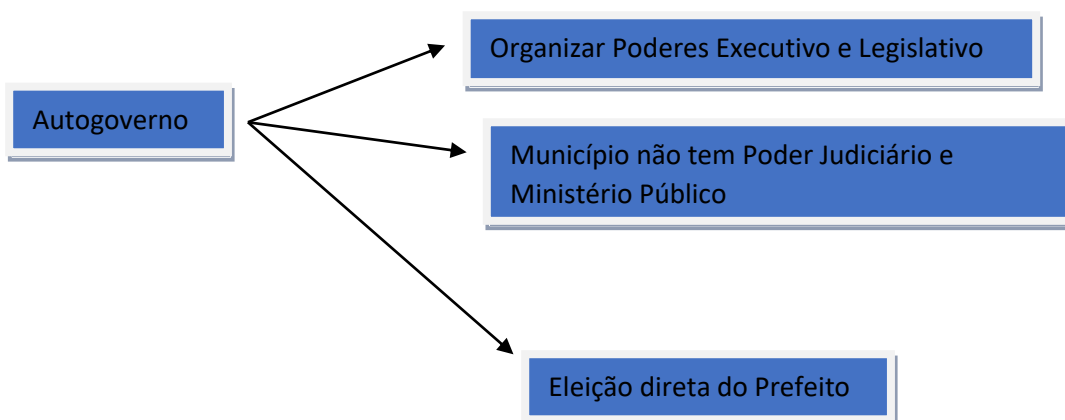 Organizar Poderes Executivo e Legislativo
Autogoverno
Município não tem Poder Judiciário e
Ministério Público
Eleição direta do Prefeito